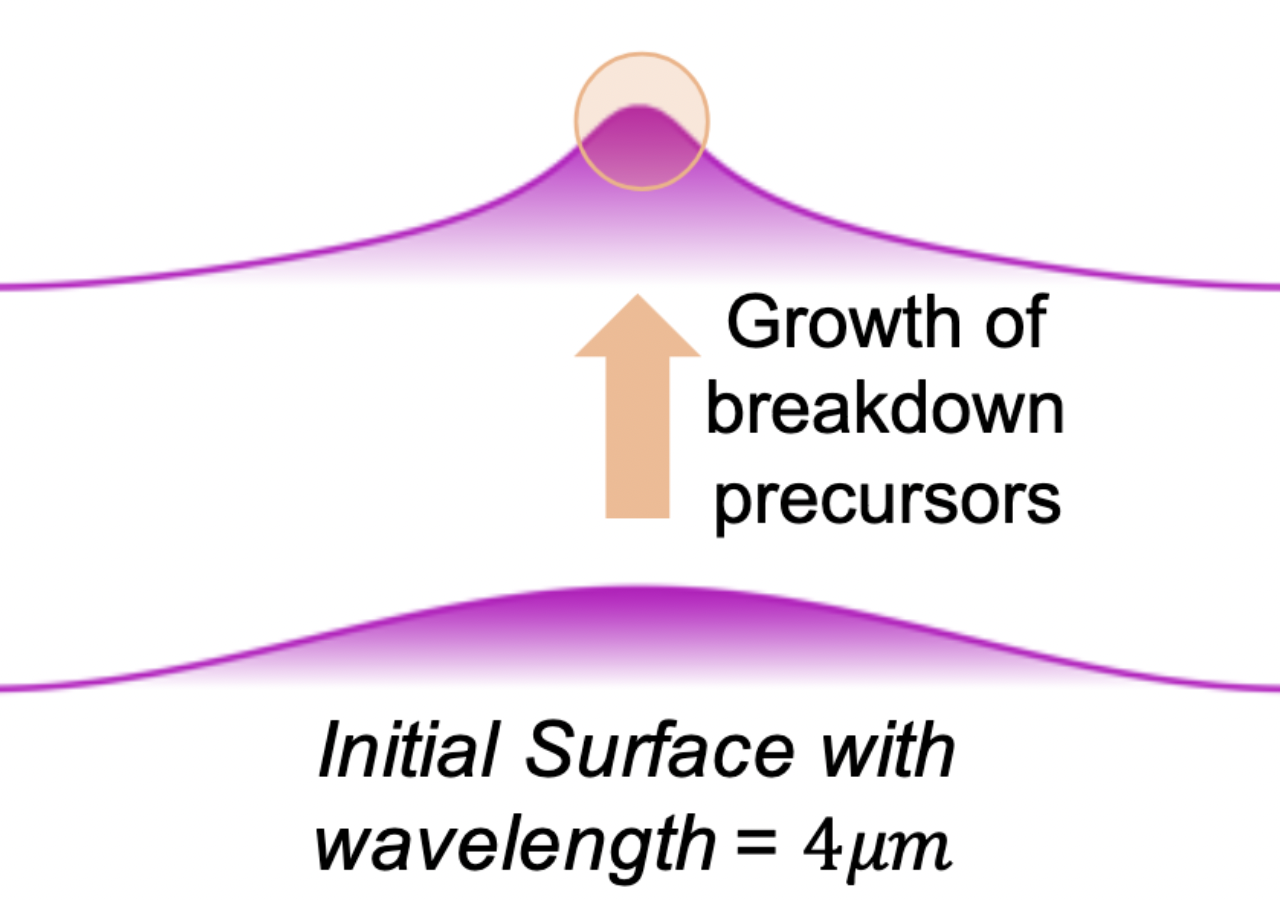 Growth of
breakdown
precursors
Initial Surface with
wavelength = 4μm